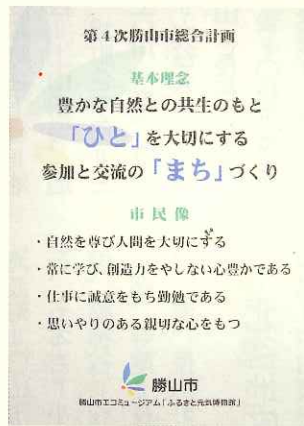 第4次勝山市総合計画
基本理念
豊かな自然との共生のもと
「ひと」を大切にする
参加と交流の「まち」づくり
市民像
・自然を尊び人間を大切にする
・常に学び、創造力をやしない心豊かである
・仕事に誠意をもち勤勉である
・思いやりのある親切な心をもつ
勝山市
勝山市エコミュージアム「ふるさと元気博物館」